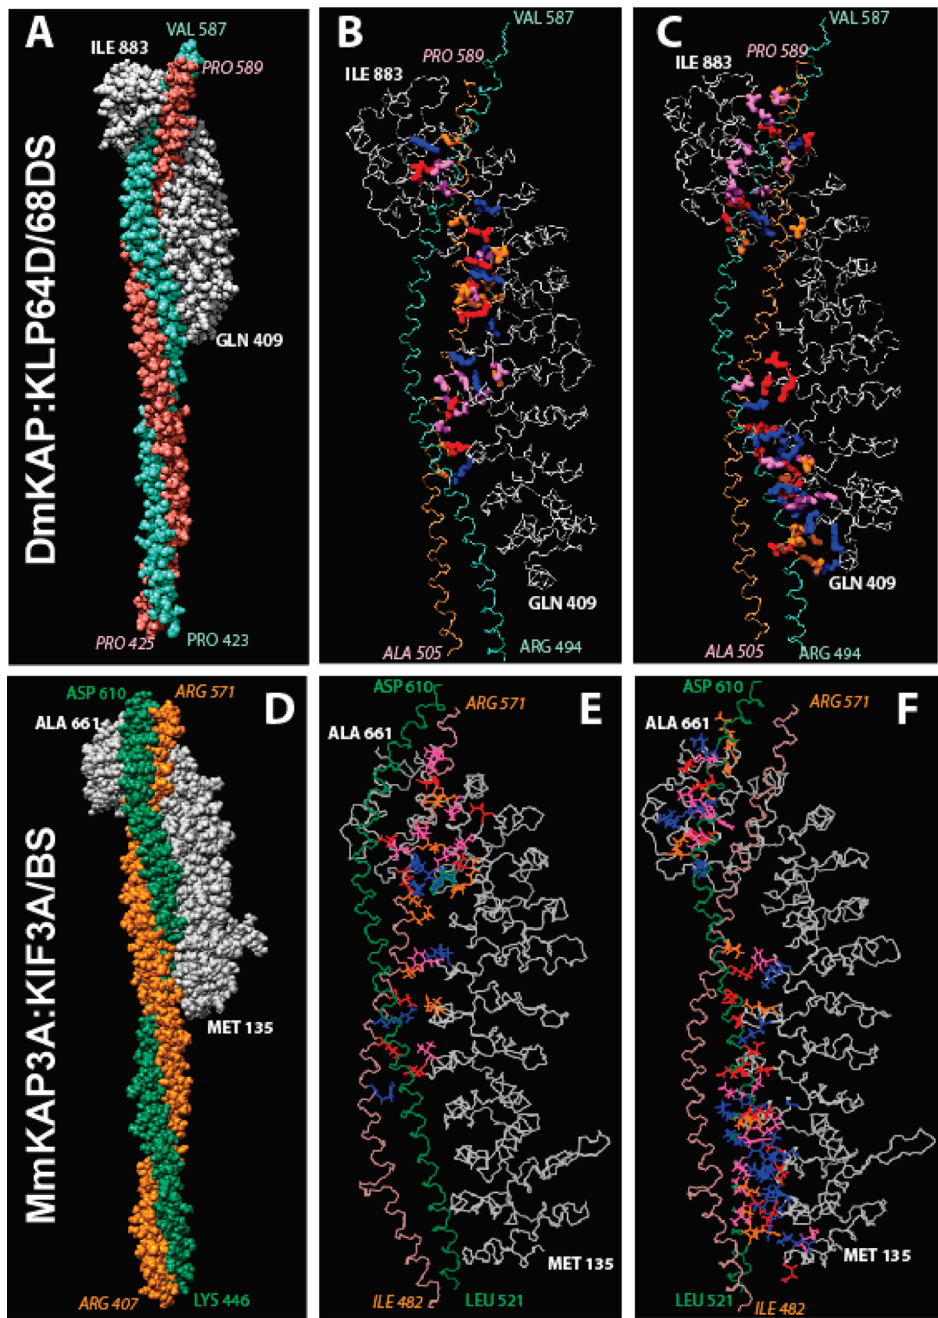 A
VAL 587
ILE 883
PRO 589
GLN 409
PRO 425
PRO 423
DmKAP:KLP64D/68DS
B
VAL 587
PRO 589
ILE 883
GLN 409
ALA 505
ARG 494
C
VAL 587
PRO 589
ILE 883
GLN 409
ALA 505
ARG 494
D
ASP 610
ARG 571
ALA 661
MET 135
ARG 407
LYS 446
MmKAP3A:KIF3A/BS
E
ASP 610
ARG 571
ALA 661
MET 135
ILE 482
LEU 521
F
ASP 610
ARG 571
ALA 661
MET 135
LEU 521
ILE 482